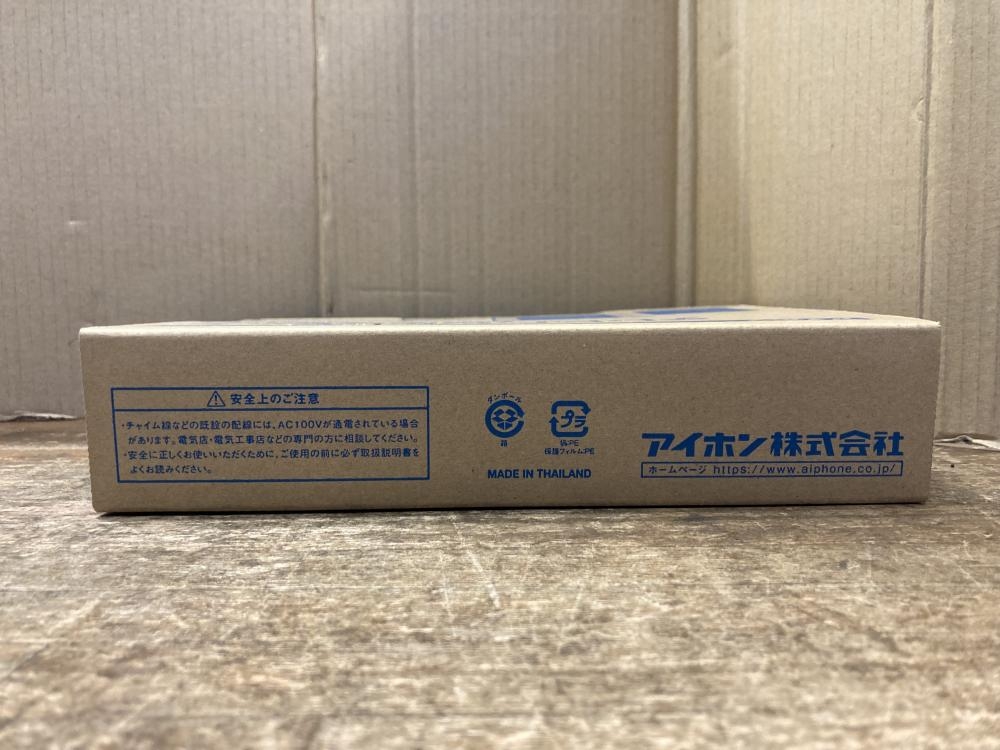 安全上のご注意
・チャイム線などの既設の配線には、AC100Vが通電されている場合
があります。電気店・電気工事店などの専門の方に相談してください。
・安全に正しくお使いいただくために、ご使用の前に必ず取扱説明書を
よくお読みください。
ダンボール
箱
プラ
袋:PE
保護フィルム:PE
MADE IN THAILAND
アイホン株式会社
ホームページ https://www.aiphone.co.jp/